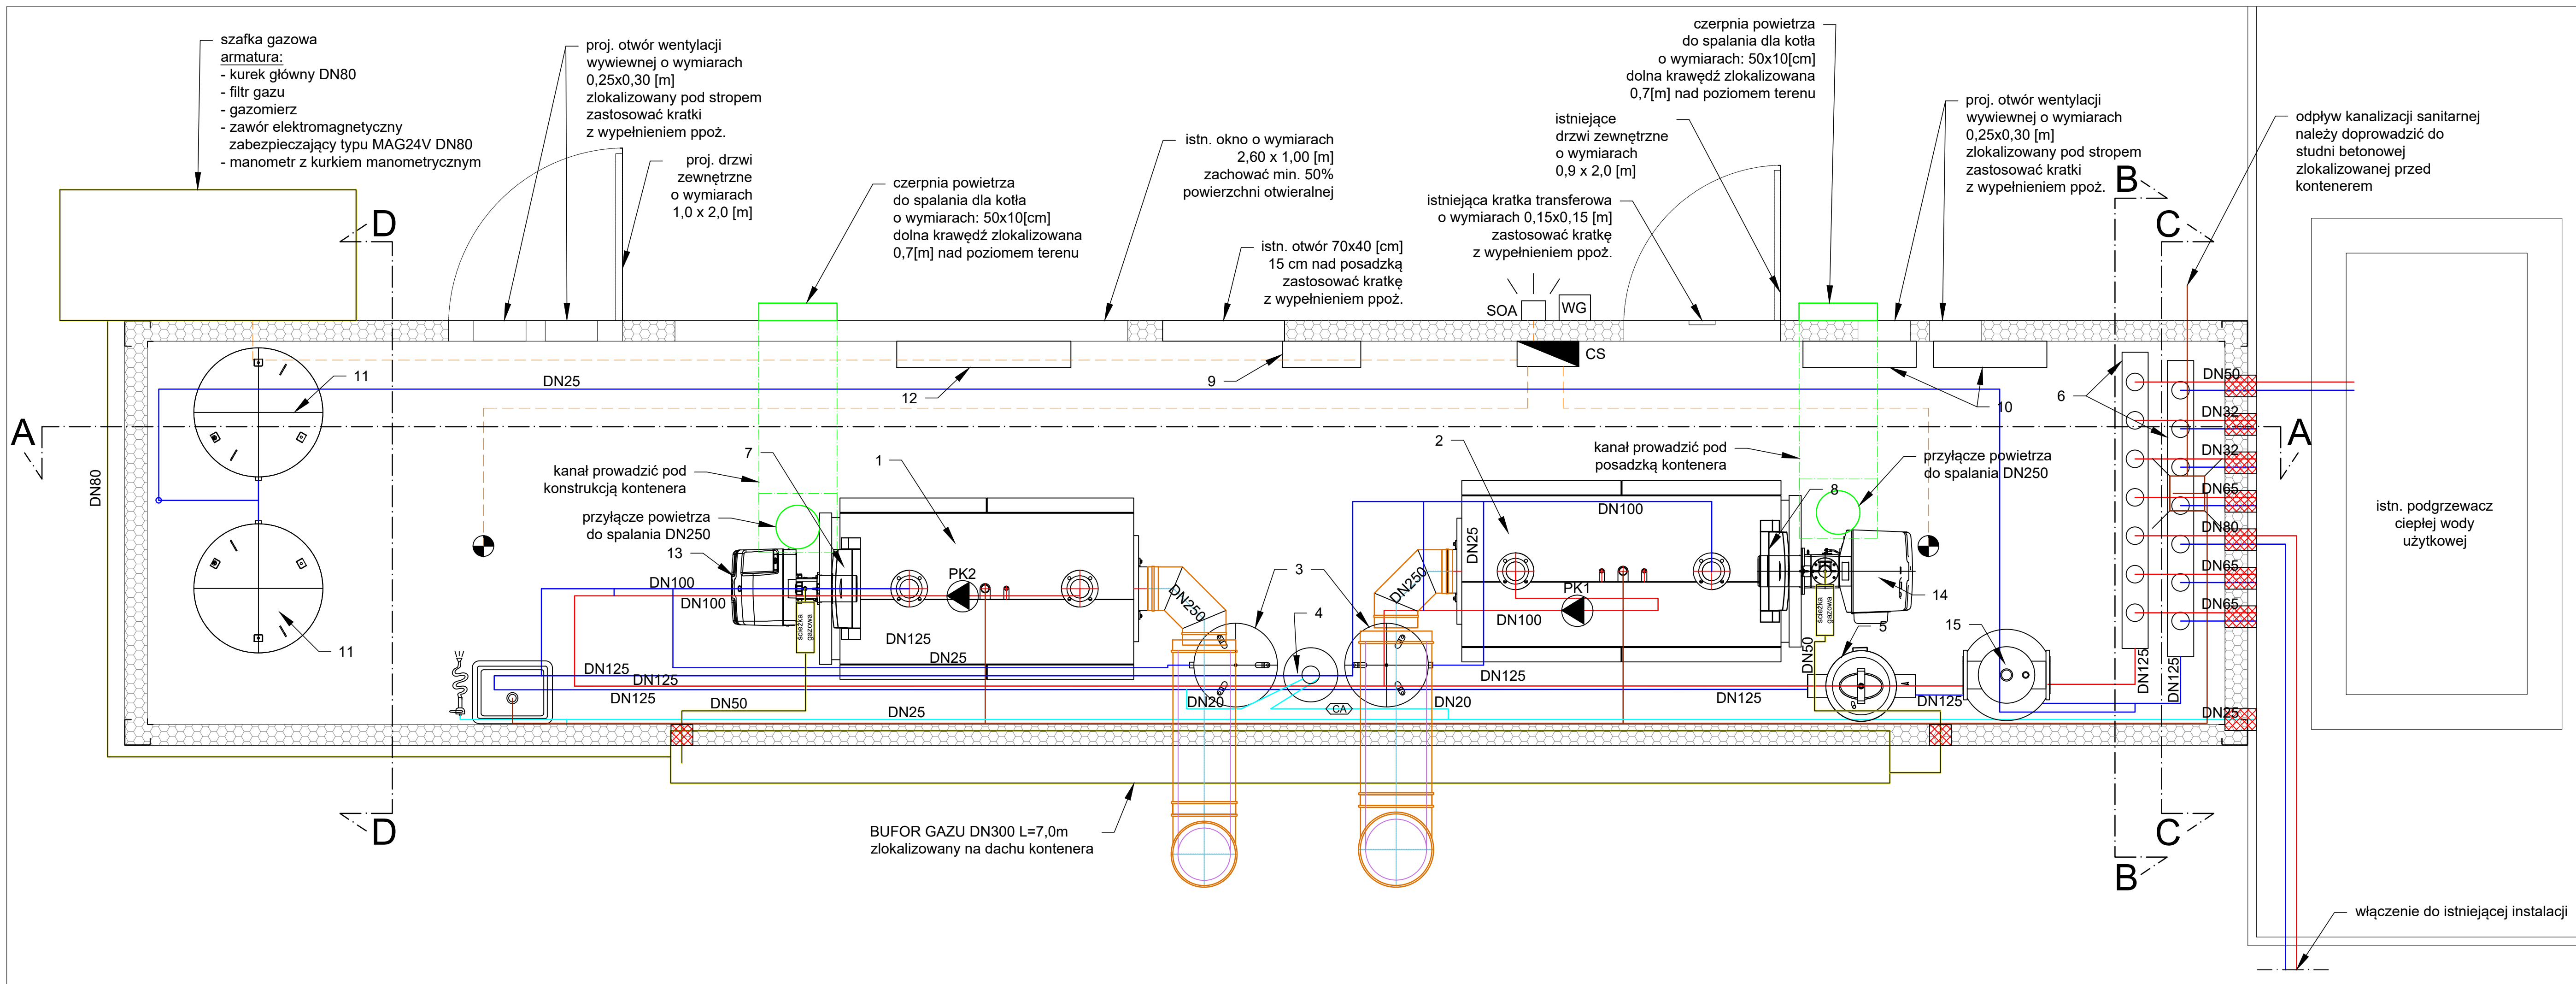 szafka gazowa
armatura:
- kurek główny DN80
- filtr gazu
- gazomierz
- zawór elektromagnetyczny
zabezpieczający typu MAG24V DN80
- manometr z kurkiem manometrycznym
proj. otwór wentylacji
wywiewnej o wymiarach
0,25x0,30 [m]
zlokalizowany pod stropem
zastosować kratki
z wypełnieniem ppoż.
proj. drzwi
zewnętrzne
o wymiarach
1,0 x 2,0 [m]
czerpnia powietrza
do spalania dla kotła
o wymiarach: 50x10[cm]
dolna krawędź zlokalizowana
0,7[m] nad poziomem terenu
istn. okno o wymiarach
2,60 x 1,00 [m]
zachować min. 50%
powierzchni otwieralnej
istn. otwór 70x40 [cm]
15 cm nad posadzką
zastosować kratkę
z wypełnieniem ppoż.
czerpnia powietrza
do spalania dla kotła
o wymiarach: 50x10[cm]
dolna krawędź zlokalizowana
0,7[m] nad poziomem terenu
istniejące
drzwi zewnętrzne
o wymiarach
0,9 x 2,0 [m]
istniejąca kratka transferowa
o wymiarach 0,15x0,15 [m]
zastosować kratkę
z wypełnieniem ppoż.
proj. otwór wentylacji
wywiewnej o wymiarach
0,25x0,30 [m]
zlokalizowany pod stropem
zastosować kratki
z wypełnieniem ppoż.
odpływ kanalizacji sanitarnej
należy doprowadzić do
studni betonowej
zlokalizowanej przed
kontenerem
B
C
D
SOA
WG
CS
11
DN25
12
9
10
6
DN50
DN32
DN32
DN65
DN80
DN65
DN65
A
A
DN80
7
1
2
kanał prowadzić pod
konstrukcją kontenera
kanał prowadzić pod
posadzką kontenera
przyłącze powietrza
do spalania DN250
przyłącze powietrza
do spalania DN250
8
13
14
istn. podgrzewacz
ciepłej wody
użytkowej
DN100
DN100
PK2
DN250
3
4
DN250
DN25
DN100
PK1
DN100
ścieżka
gazowa
ścieżka
gazowa
DN50
5
15
11
DN125
DN25
DN125
DN125
DN125
DN50
DN25
DN20
CA
DN20
DN125
DN125
DN125
DN125
DN125
DN25
BUFOR GAZU DN300 L=7,0m
zlokalizowany na dachu kontenera
D
C
B
włączenie do istniejącej instalacji